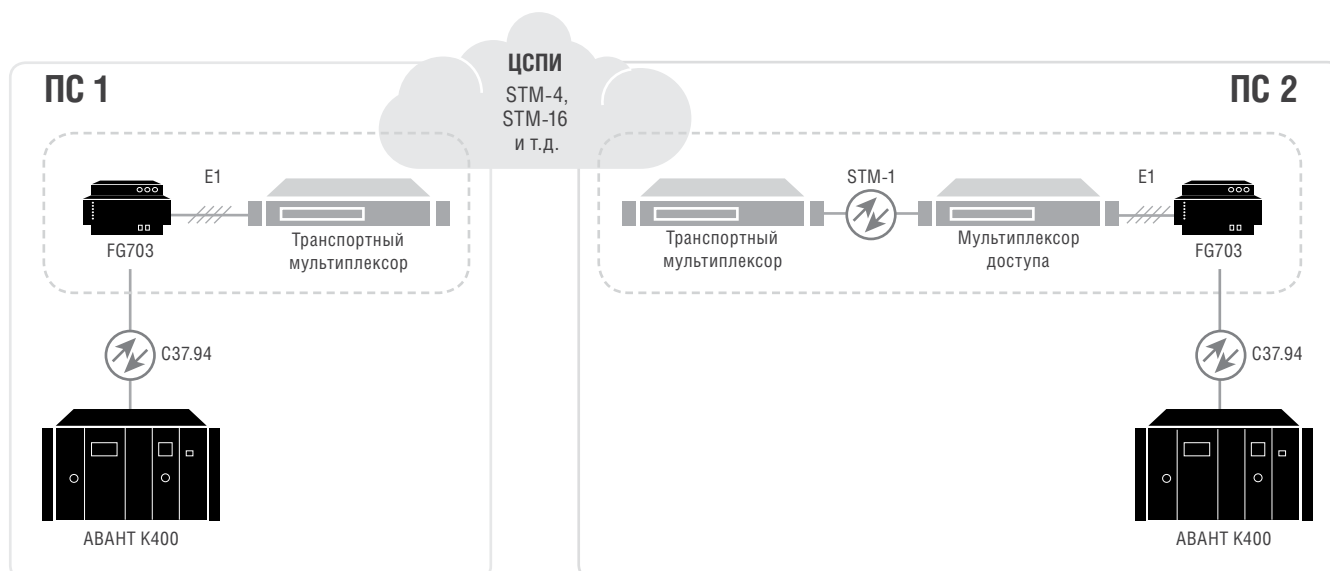 ПС 1
ЦСПИ
STM-4,
STM-16
и т.д.
ПС 2
E1
FG703
Транспортный
мультиплексор
C37.94
АВАНТ К400
Транспортный
мультиплексор
STM-1
Мультиплексор
доступа
E1
FG703
C37.94
АВАНТ К400